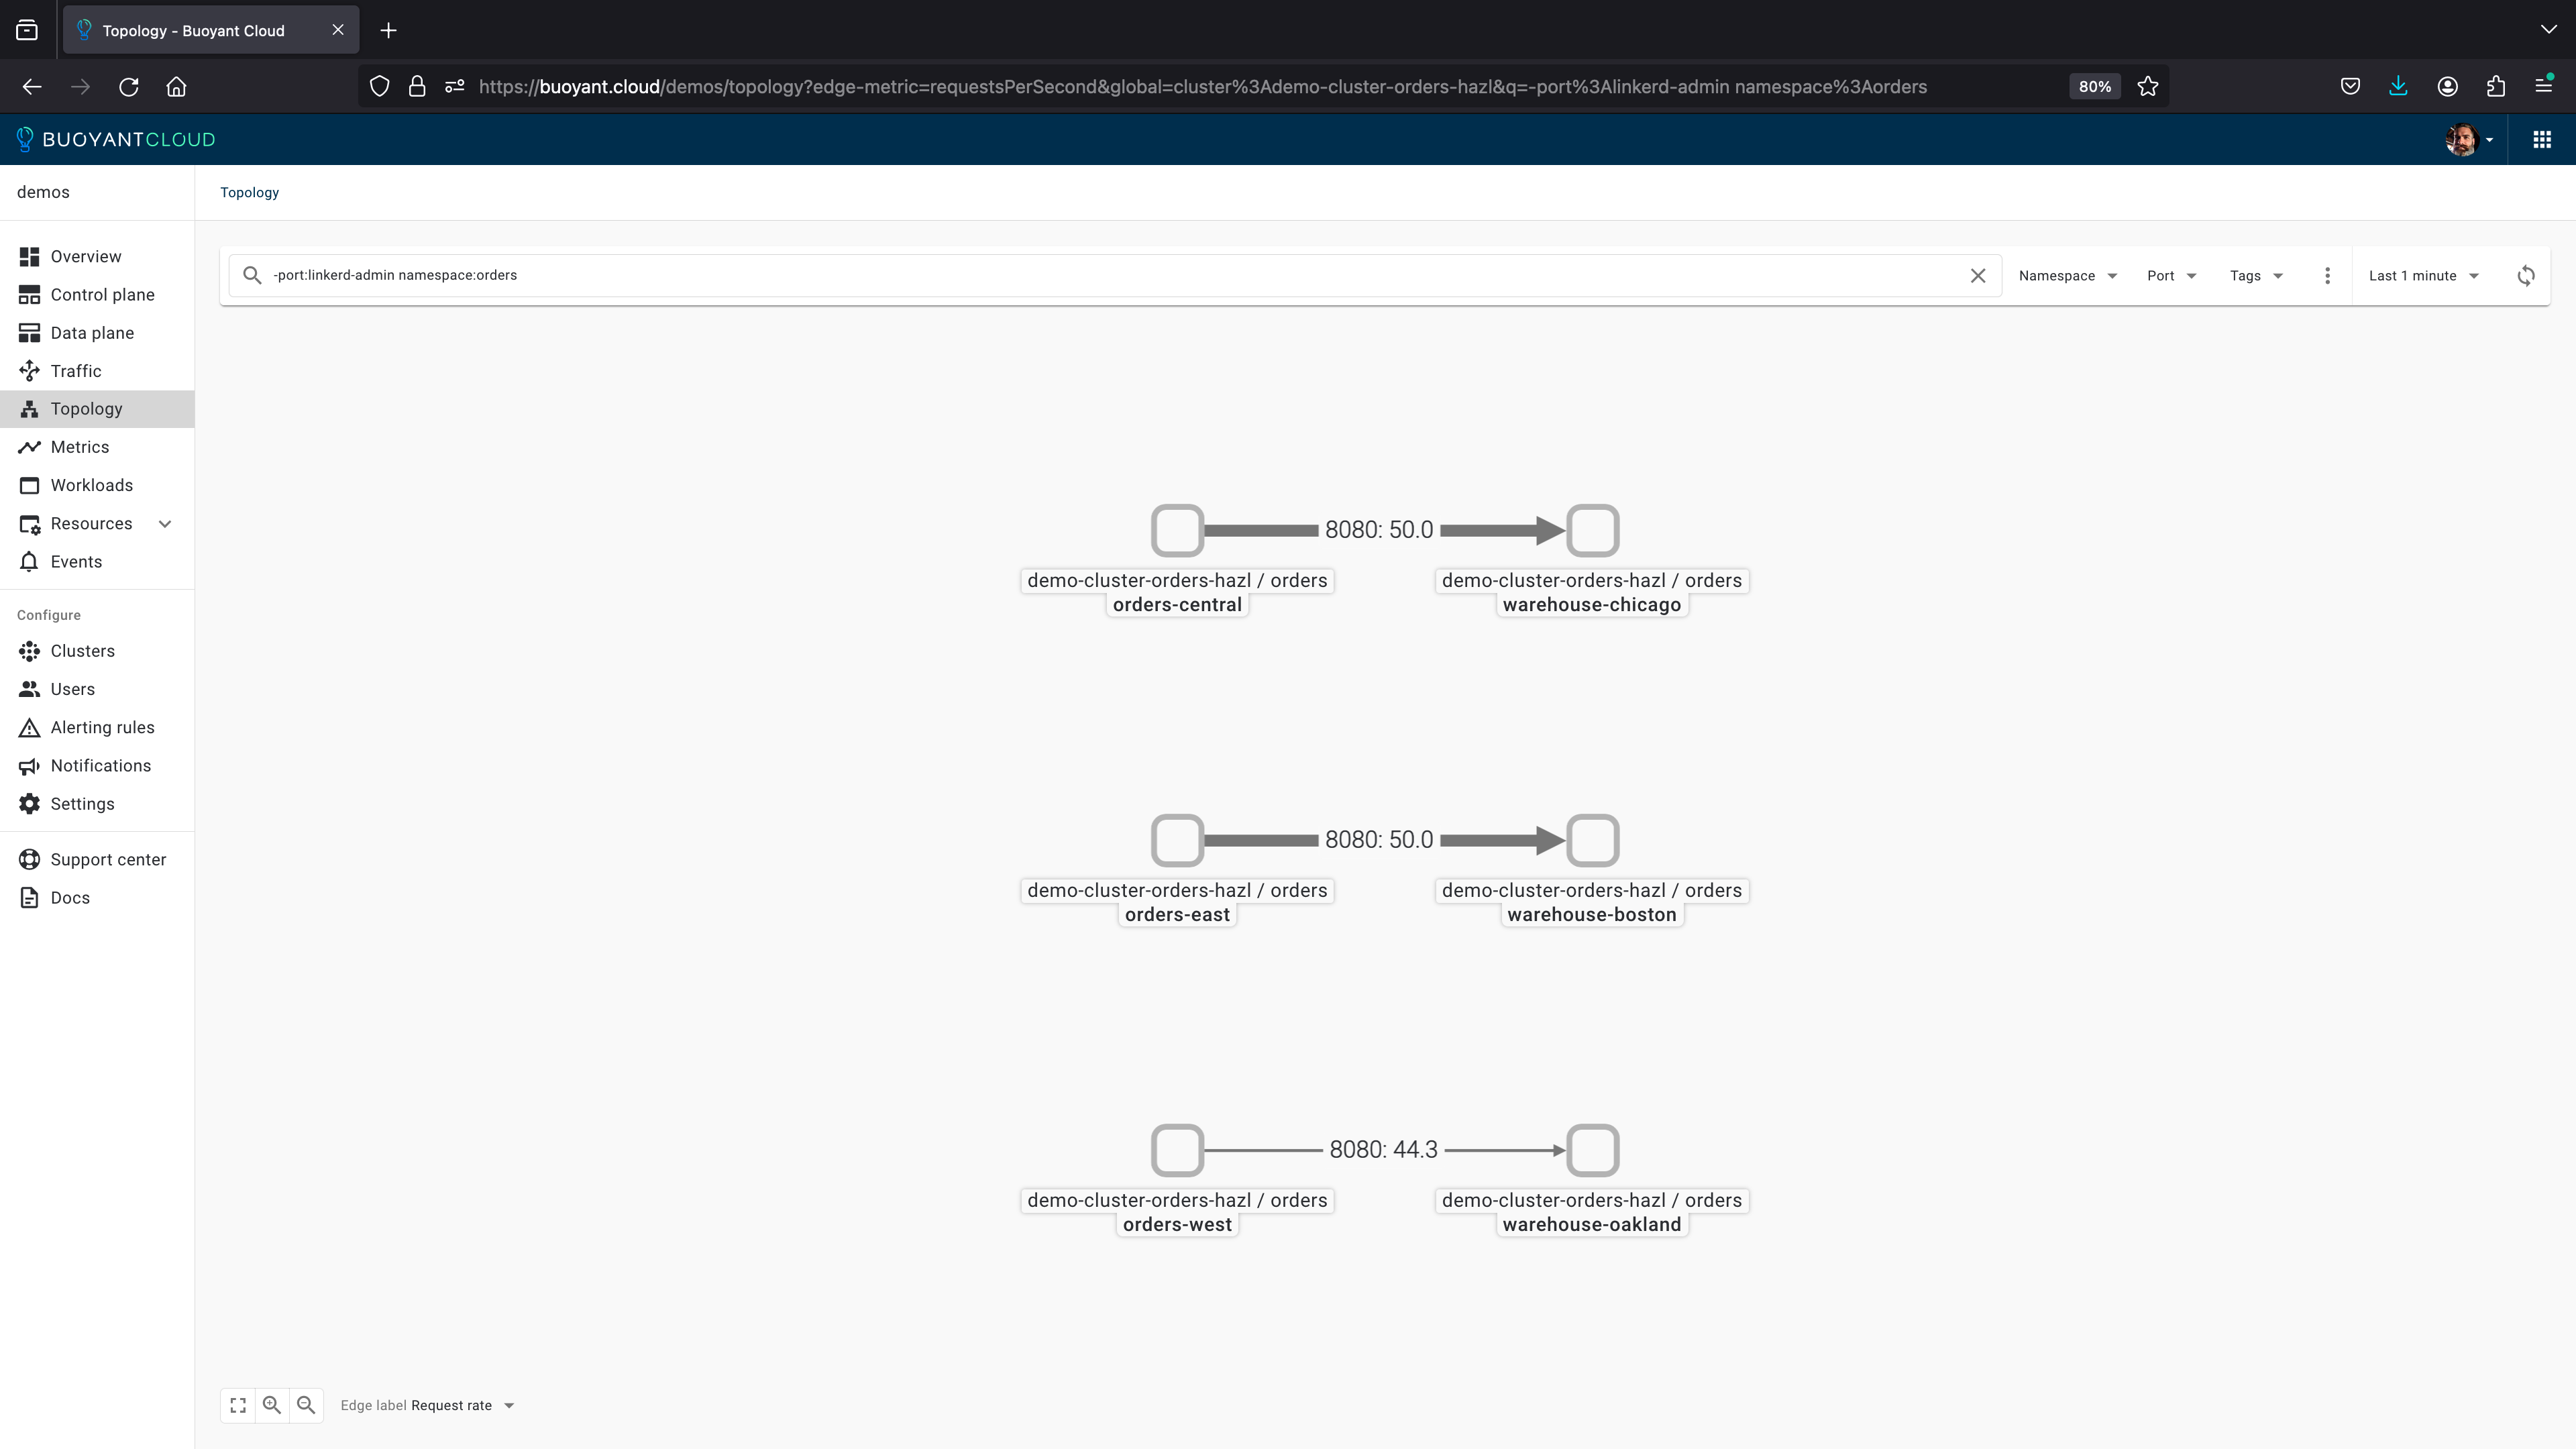 Topology - Buoyant Cloud
https://buoyant.cloud/demos/topology?edge-metric=requestsPerSecond&global=cluster%3Ademo-cluster-orders-hazl&q=-port%3Alinkerd-admin namespace%3Aorders
80%
BUOYANTCLOUD
demos
Topology
Overview
Control plane
Data plane
Traffic
Topology
Metrics
Workloads
Resources
Events
Configure
Clusters
Users
Alerting rules
Notifications
Settings
Support center
Docs
-port:linkerd-admin namespace:orders
Namespace
Port
Tags
Last 1 minute
8080: 50.0
demo-cluster-orders-hazl / orders
orders-central
demo-cluster-orders-hazl / orders
warehouse-chicago
8080: 50.0
demo-cluster-orders-hazl / orders
orders-east
demo-cluster-orders-hazl / orders
warehouse-boston
8080: 44.3
demo-cluster-orders-hazl / orders
orders-west
demo-cluster-orders-hazl / orders
warehouse-oakland
Edge label Request rate